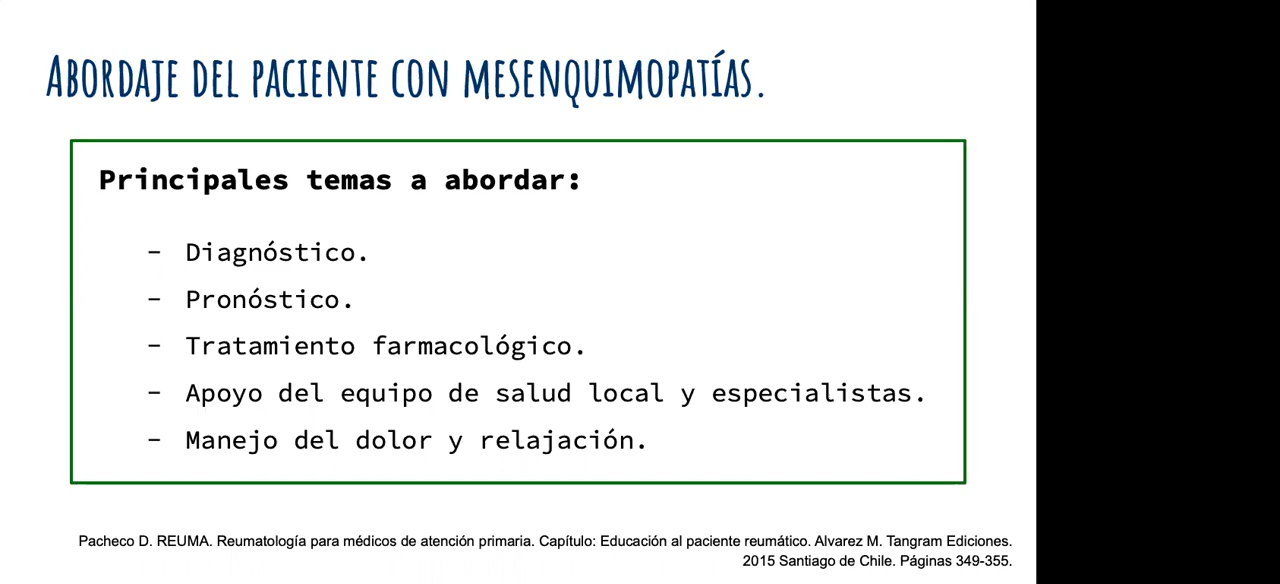 Abordaje del paciente con mesenquimopatías.
Principales temas a abordar:
- Diagnóstico.
- Pronóstico.
- Tratamiento farmacológico.
- Apoyo del equipo de salud local y especialistas.
- Manejo del dolor y relajación.
Pacheco D. REUMA. Reumatología para médicos de atención primaria. Capítulo: Educación al paciente reumático. Alvarez M. Tangram Ediciones.
2015 Santiago de Chile. Páginas 349-355.